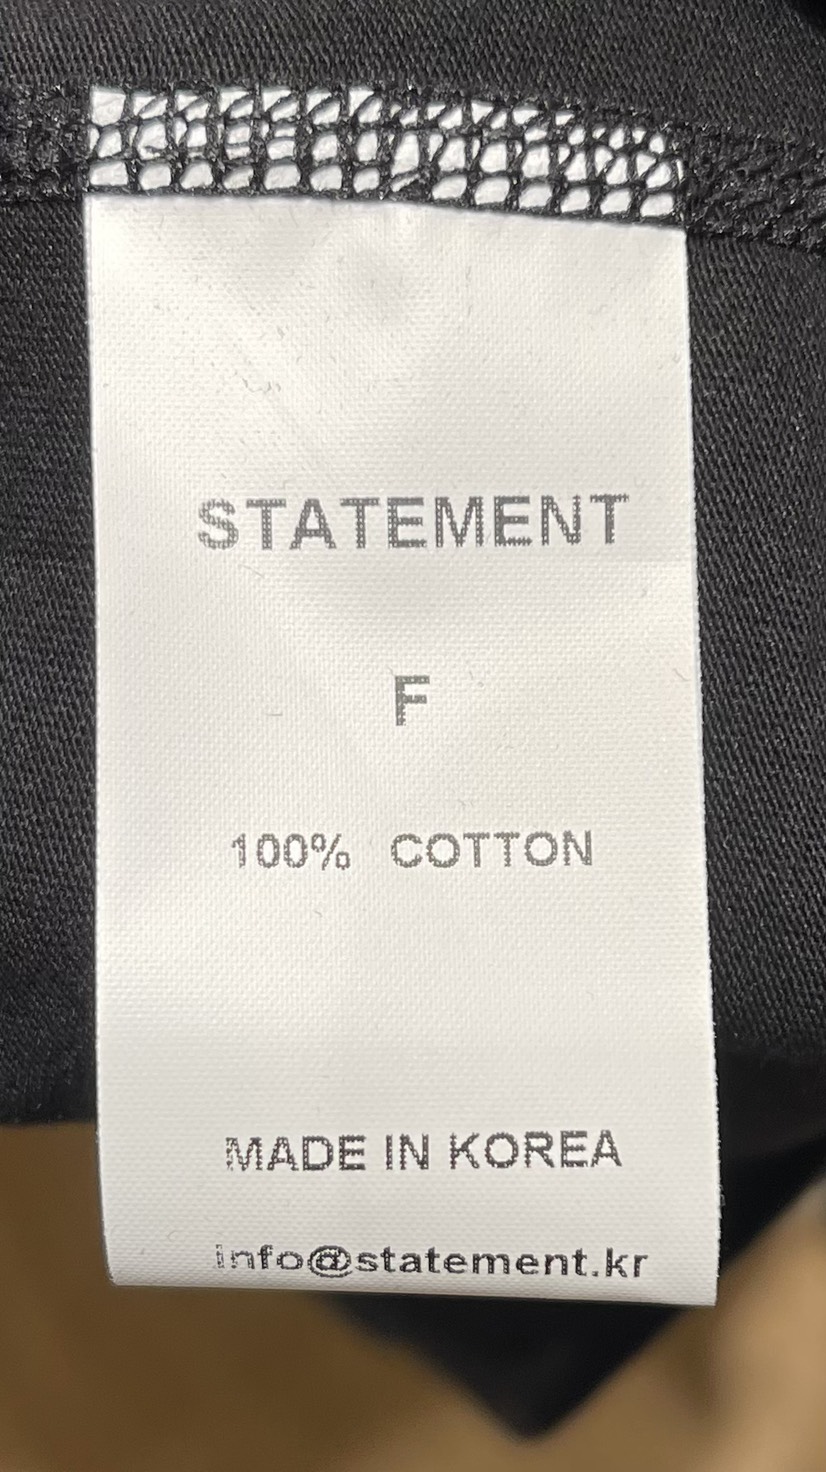 STATEMENT
F
100% COTTON
MADE IN KOREA
info@statement.kr